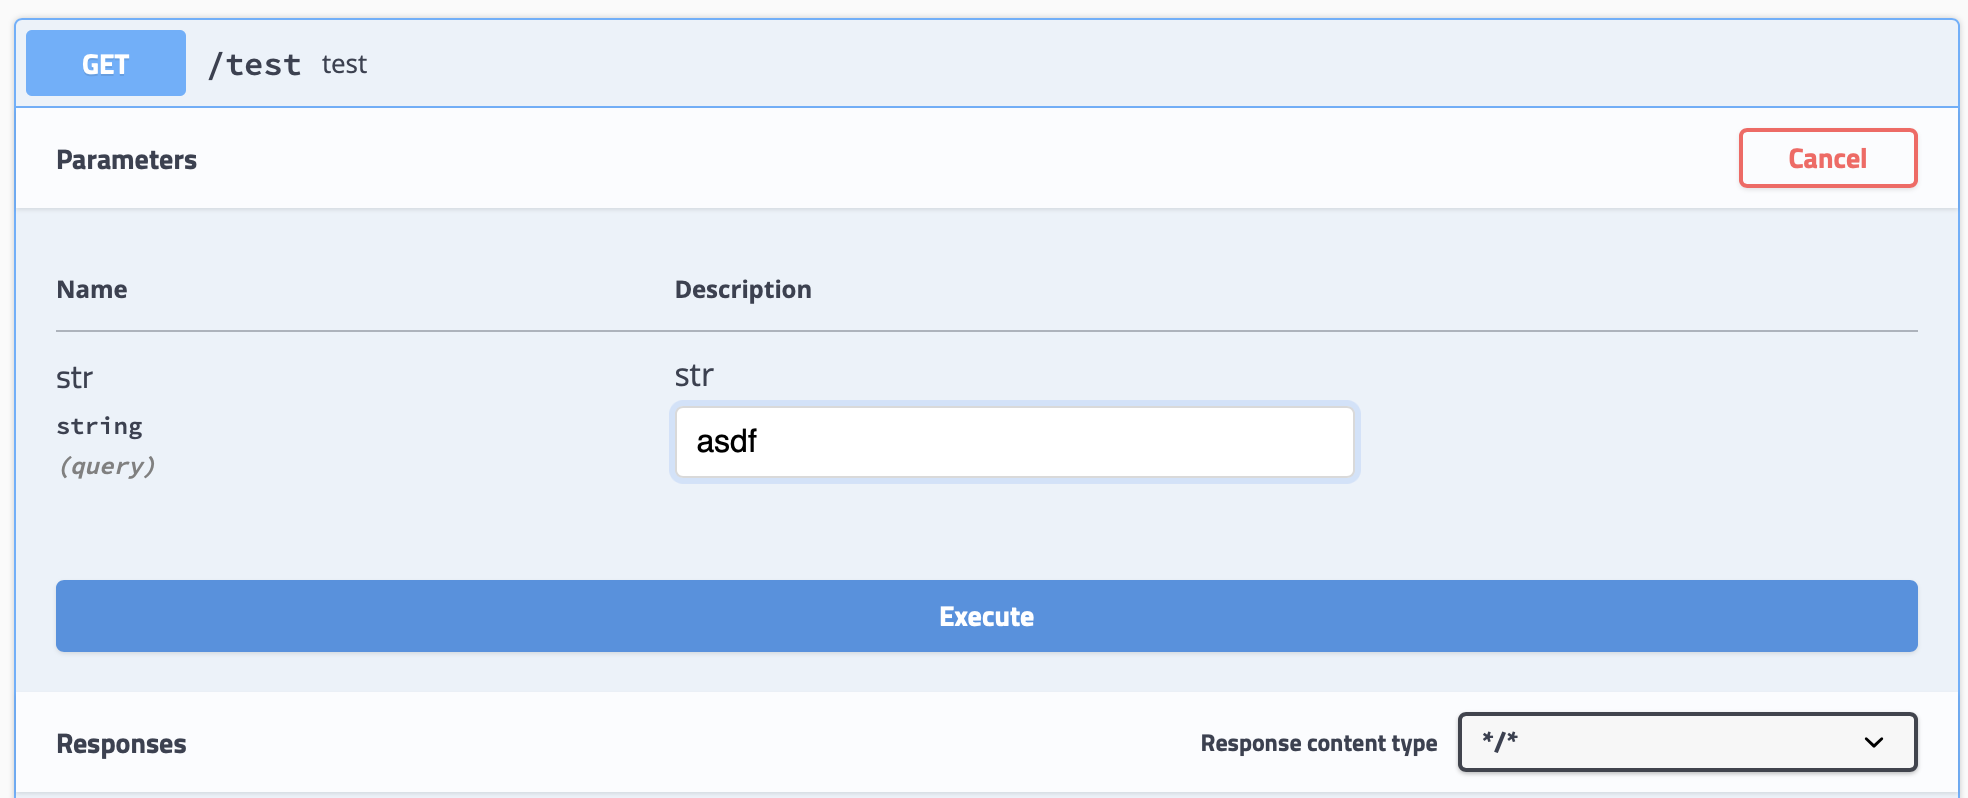 GET /test test
Parameters Cancel
Name Description
str str
string
(query)
asdf
Execute
Responses Response content type */*